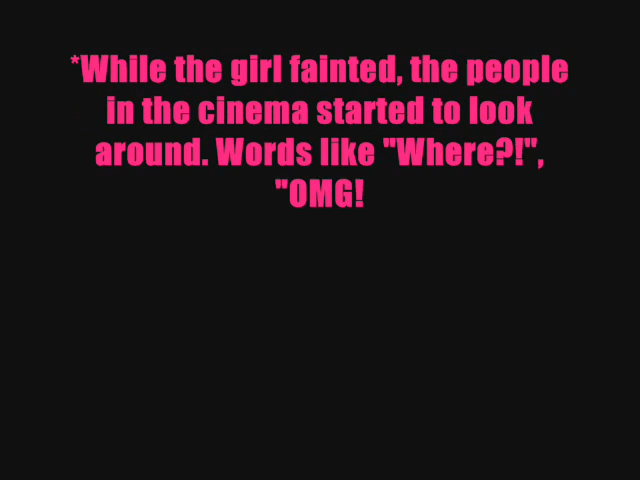 *While the girl fainted, the people
in the cinema started to look
around. Words like "Where?!",
"OMG!